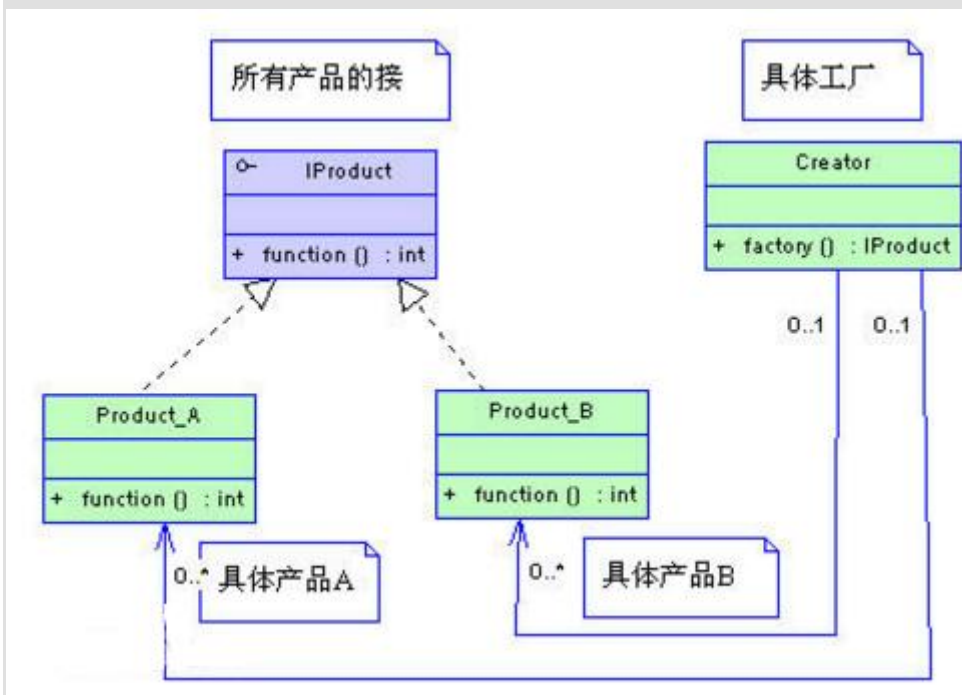 所有产品的接
具体工厂
IProduct
+ function () : int
Creator
+ factory () : IProduct
0..1
0..1
Product_A
+ function () : int
Product_B
+ function () : int
0..*
具体产品A
0..*
具体产品B